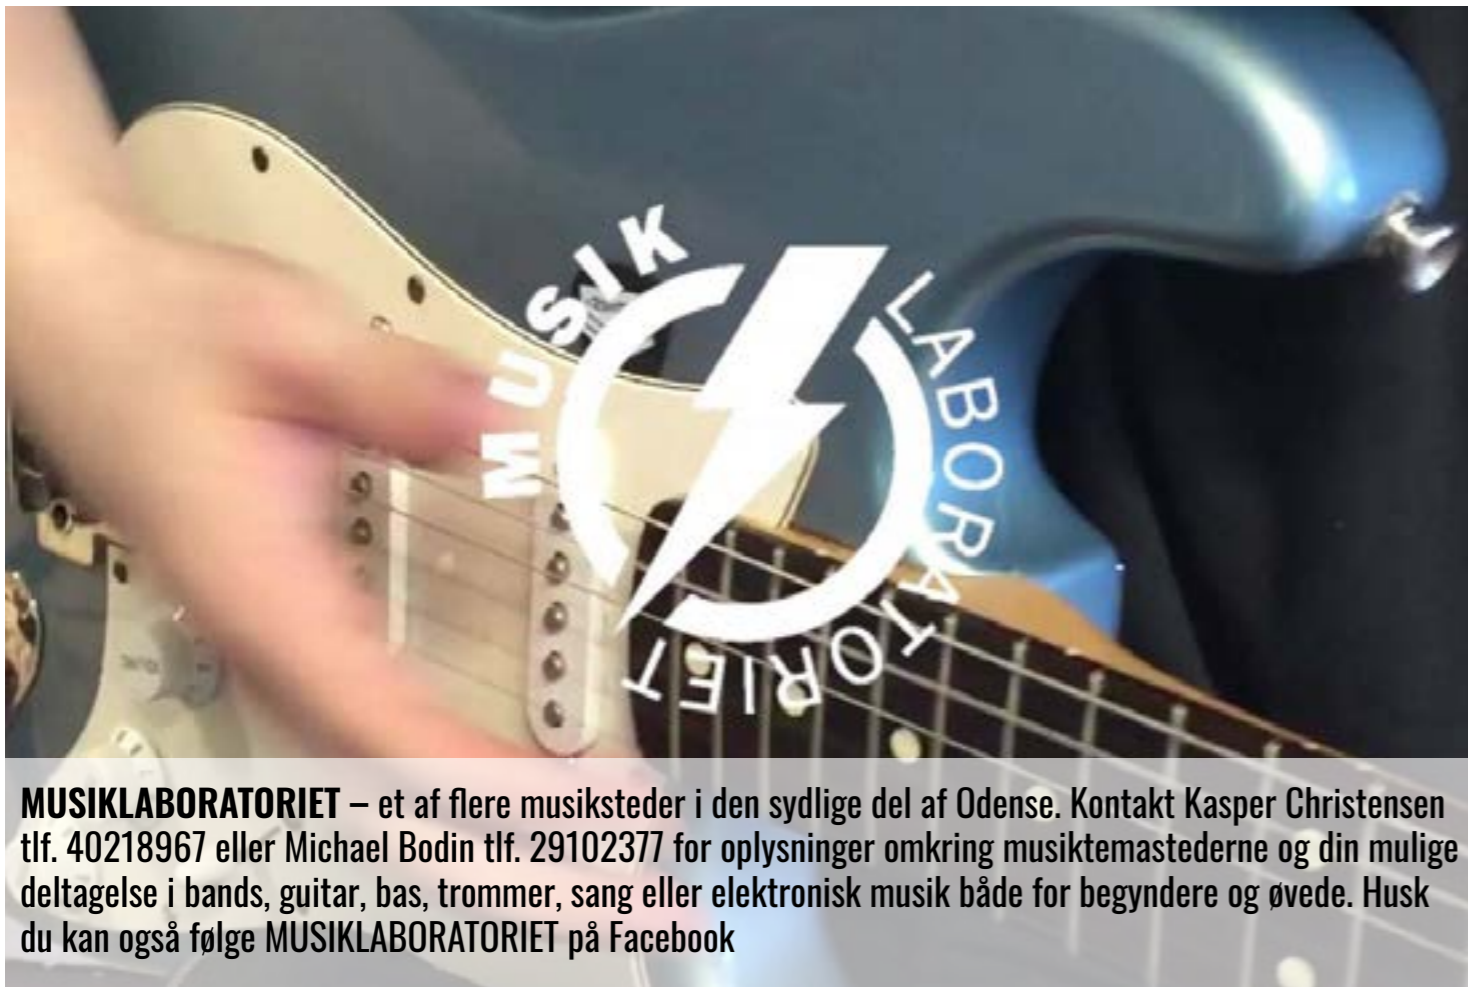 MUSIK LABORATORIET
MUSIKLABORATORIET – et af flere musiksteder i den sydlige del af Odense. Kontakt Kasper Christensen
tlf. 40218967 eller Michael Bodin tlf. 29102377 for oplysninger omkring musiktemastederne og din mulige
deltagelse i bands, guitar, bas, trommer, sang eller elektronisk musik både for begyndere og øvede. Husk
du kan også følge MUSIKLABORATORIET på Facebook